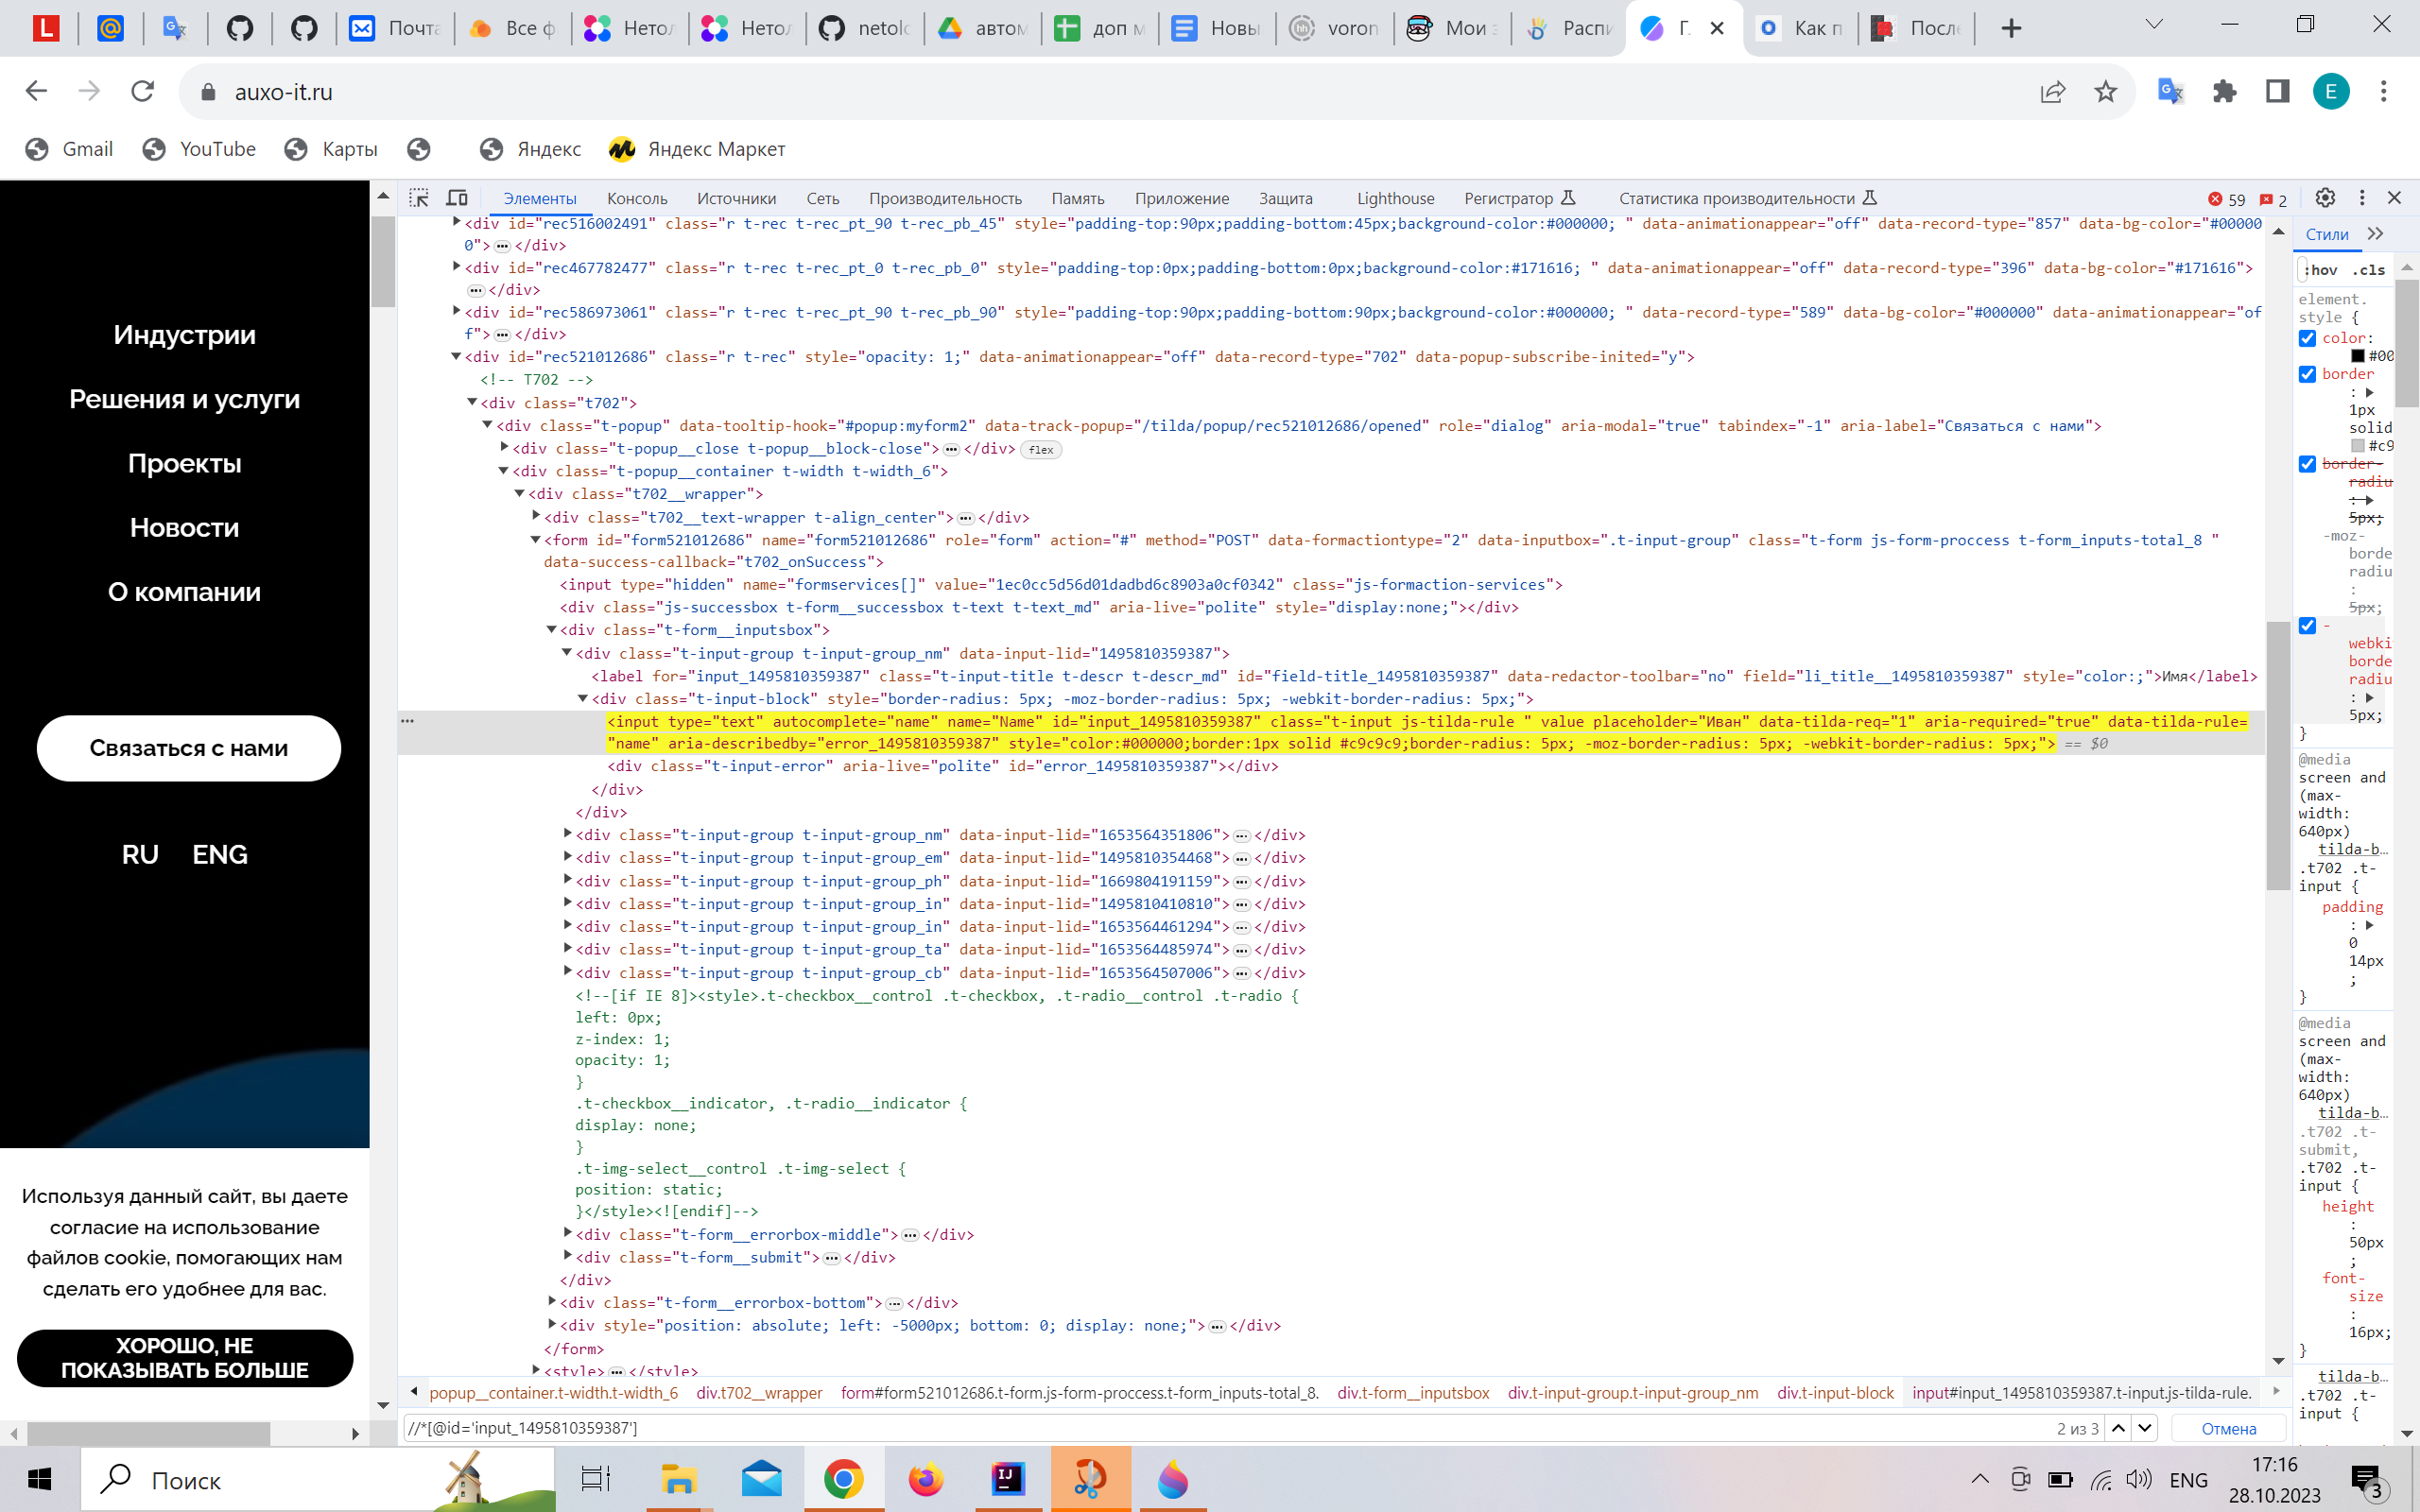 Почта
Все ф
Нетол
Нетол
netolo
автом
доп м
Новы
voron
Мои з
Распи
Г.
Как п
После
auxo-it.ru
E
Gmail
YouTube
Карты
Яндекс
Яндекс Маркет
Индустрии
Решения и услуги
Проекты
Новости
О компании
Связаться с нами
RU ENG
Используя данный сайт, вы даете
согласие на использование
файлов cookie, помогающих нам
сделать его удобнее для вас.
ХОРОШО, НЕ
ПОКАЗЫВАТЬ БОЛЬШЕ
Элементы Консоль Источники Сеть Производительность Память Приложение Защита Lighthouse Регистратор Статистика производительности 59 2
<div id="rec516002491" class="r t-rec t-rec_pt_90 t-rec_pb_45" style="padding-top:90px;padding-bottom:45px;background-color:#000000; " data-animationappear="off" data-record-type="857" data-bg-color="#00000
0">…</div>
<div id="rec467782477" class="r t-rec t-rec_pt_0 t-rec_pb_0" style="padding-top:0px;padding-bottom:0px;background-color:#171616; " data-animationappear="off" data-record-type="396" data-bg-color="#171616">
…</div>
<div id="rec586973061" class="r t-rec t-rec_pt_90 t-rec_pb_90" style="padding-top:90px;padding-bottom:90px;background-color:#000000; " data-record-type="589" data-bg-color="#000000" data-animationappear="of
f">…</div>
<div id="rec521012686" class="r t-rec" style="opacity: 1;" data-animationappear="off" data-record-type="702" data-popup-subscribe-inited="y">
<!-- T702 -->
<div class="t702">
<div class="t-popup" data-tooltip-hook="#popup:myform2" data-track-popup="/tilda/popup/rec521012686/opened" role="dialog" aria-modal="true" tabindex="-1" aria-label="Связаться с нами">
<div class="t-popup__close t-popup__block-close">…</div> flex
<div class="t-popup__container t-width t-width_6">
<div class="t702__wrapper">
<div class="t702__text-wrapper t-align_center">…</div>
<form id="form521012686" name="form521012686" role="form" action="#" method="POST" data-formactiontype="2" data-inputbox=".t-input-group" class="t-form js-form-proccess t-form_inputs-total_8 "
data-success-callback="t702_onSuccess">
<input type="hidden" name="formservices[]" value="1ec0cc5d56d01dadbd6c8903a0cf0342" class="js-formaction-services">
<div class="js-successbox t-form__successbox t-text t-text_md" aria-live="polite" style="display:none;"></div>
<div class="t-form__inputsbox">
<div class="t-input-group t-input-group_nm" data-input-lid="1495810359387">
<label for="input_1495810359387" class="t-input-title t-descr t-descr_md" id="field-title_1495810359387" data-redactor-toolbar="no" field="li_title__1495810359387" style="color:;">Имя</label>
<div class="t-input-block" style="border-radius: 5px; -moz-border-radius: 5px; -webkit-border-radius: 5px;">
<input type="text" autocomplete="name" name="Name" id="input_1495810359387" class="t-input js-tilda-rule " value placeholder="Иван" data-tilda-req="1" aria-required="true" data-tilda-rule=
"name" aria-describedby="error_1495810359387" style="color:#000000;border:1px solid #c9c9c9;border-radius: 5px; -moz-border-radius: 5px; -webkit-border-radius: 5px;"> == $0
<div class="t-input-error" aria-live="polite" id="error_1495810359387"></div>
</div>
</div>
<div class="t-input-group t-input-group_nm" data-input-lid="1653564351806">…</div>
<div class="t-input-group t-input-group_em" data-input-lid="1495810354468">…</div>
<div class="t-input-group t-input-group_ph" data-input-lid="1669804191159">…</div>
<div class="t-input-group t-input-group_in" data-input-lid="1495810410810">…</div>
<div class="t-input-group t-input-group_in" data-input-lid="1653564461294">…</div>
<div class="t-input-group t-input-group_ta" data-input-lid="1653564485974">…</div>
<div class="t-input-group t-input-group_cb" data-input-lid="1653564507006">…</div>
<!--[if IE 8]><style>.t-checkbox__control .t-checkbox, .t-radio__control .t-radio {
left: 0px;
z-index: 1;
opacity: 1;
}
.t-checkbox__indicator, .t-radio__indicator {
display: none;
}
.t-img-select__control .t-img-select {
position: static;
}</style><![endif]-->
<div class="t-form__errorbox-middle">…</div>
<div class="t-form__submit">…</div>
</div>
<div class="t-form__errorbox-bottom">…</div>
<div style="position: absolute; left: -5000px; bottom: 0; display: none;">…</div>
</form>
<style>…</style>
popup__container.t-width.t-width_6 div.t702__wrapper form#form521012686.t-form.js-form-proccess.t-form_inputs-total_8. div.t-form__inputsbox div.t-input-group.t-input-group_nm div.t-input-block input#input_1495810359387.t-input.js-tilda-rule.
//*[@id='input_1495810359387'] 2 из 3 Отмена
Стили
:hov .cls
element.
style {
color:
#00
border
:
1px
solid
#c9
border-
radiu
:
5px;
-moz-
borde
radiu
:
5px;
-
webki
borde
radiu
:
5px;
}
@media
screen and
(max-
width:
640px)
tilda-b…
.t702 .t-
input {
padding
:
0
14px
;
}
@media
screen and
(max-
width:
640px)
tilda-b…
.t702 .t-
submit,
.t702 .t-
input {
height
:
50px
;
font-
size
:
16px;
}
tilda-b…
.t702 .t-
input {
Поиск
ENG
17:16
28.10.2023
3